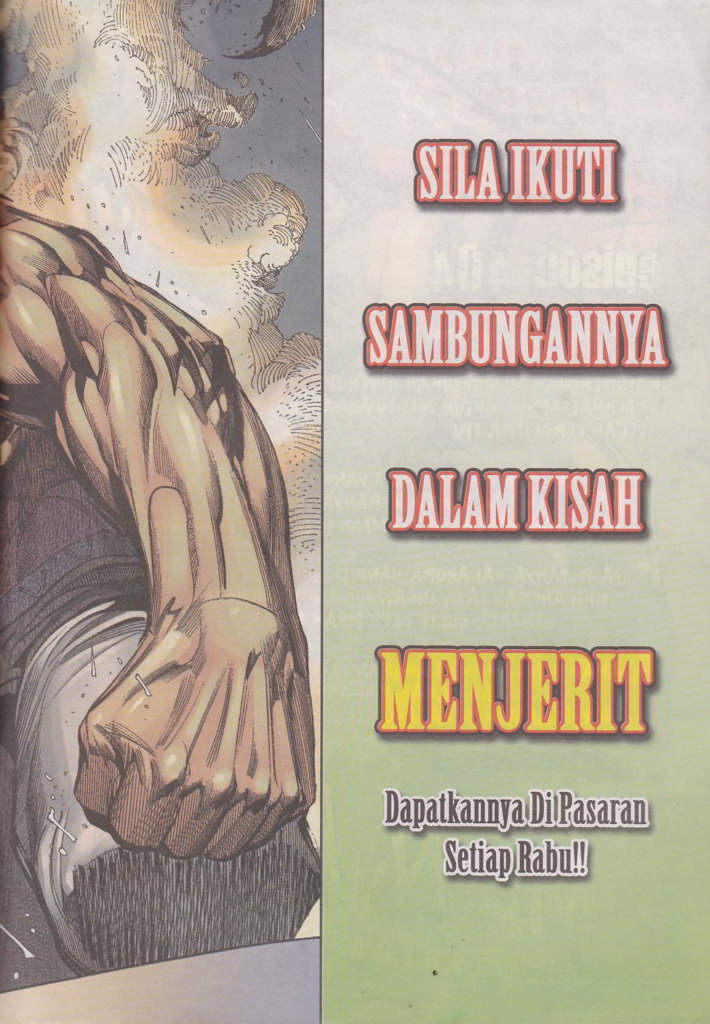 SILA IKUTI
SAMBUNGANNYA
DALAM KISAH
MENJERIT
Dapatkannya Di Pasaran
Setiap Rabu!!